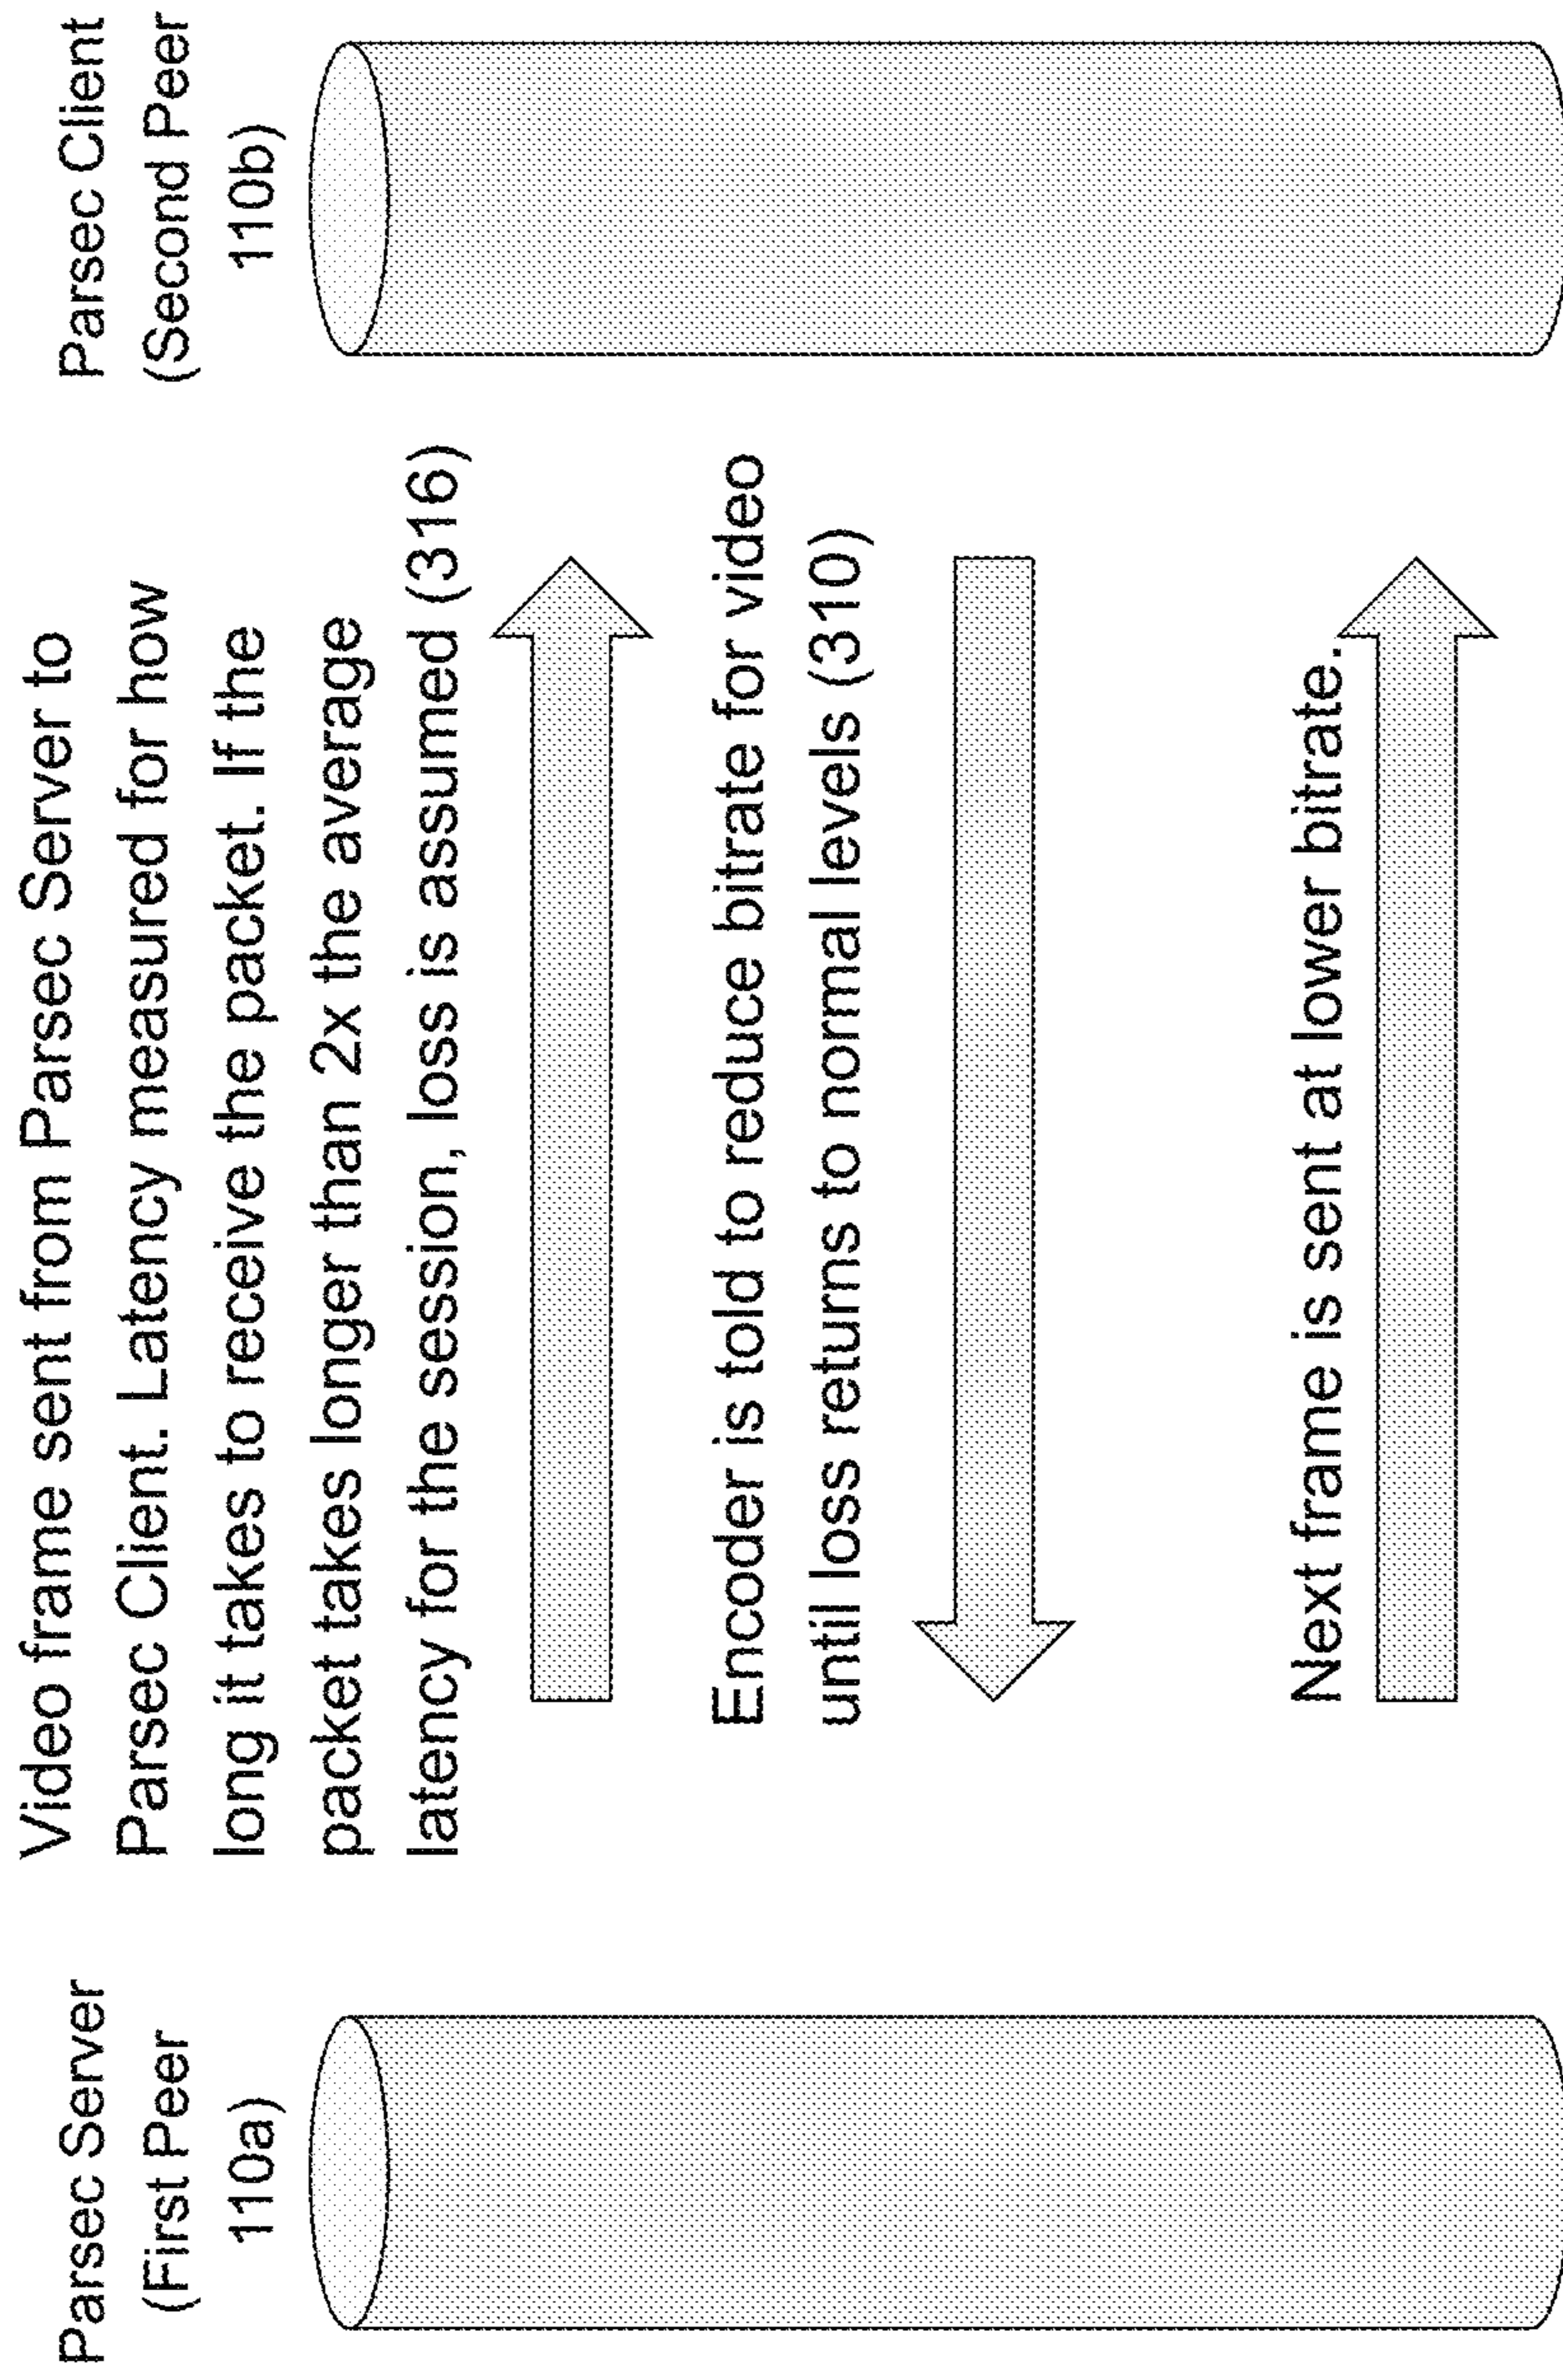 Parsec Server
(First Peer
110a)
Video frame sent from Parsec Server to
Parsec Client. Latency measured for how
long it takes to receive the packet. If the
packet takes longer than 2x the average
latency for the session, loss is assumed (316)
Encoder is told to reduce bitrate for video
until loss returns to normal levels (310)
Next frame is sent at lower bitrate.
Parsec Client
(Second Peer
110b)